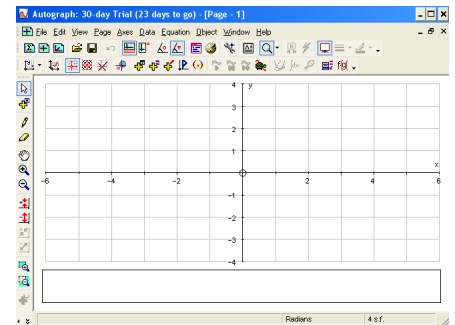 Autograph: 30-day Trial (23 days to go) - [Page - 1]
File Edit View Page Axes Data Equation Object Window Help
4 y
3
2
1
x
-6 -4 -2 0 2 4 6
-1
-2
-3
-4
Radians 4 s.f.